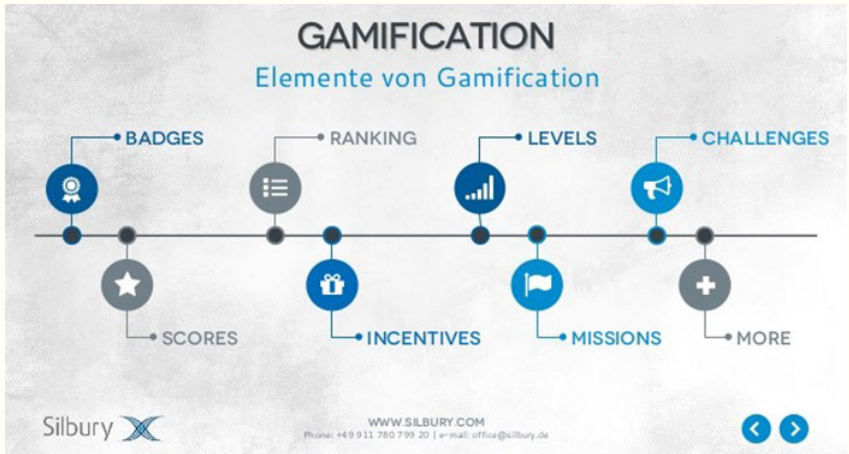 GAMIFICATION
Elemente von Gamification
BADGES
RANKING
LEVELS
CHALLENGES
SCORES
INCENTIVES
MISSIONS
MORE
Silbury
WWW.SILBURY.COM
Phone: +49 911 780 799 20 | e-mail: office@silbury.de